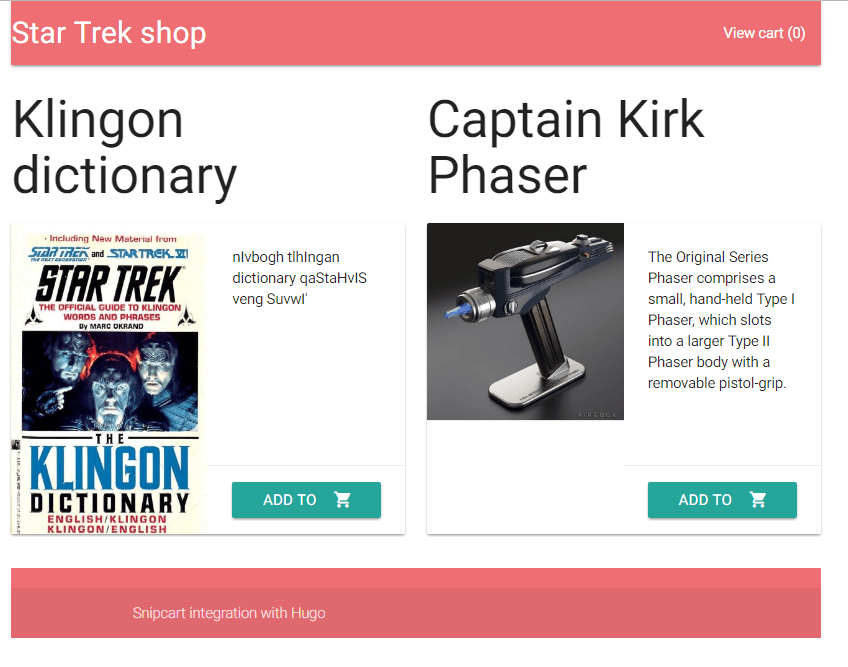 Star Trek shop
View cart (0)
Klingon
dictionary
· Including New Material from
STAR TREK THE NEXT GENERATION and STAR TREK VI
STAR TREK
THE OFFICIAL GUIDE TO KLINGON
WORDS AND PHRASES
By MARC OKRAND
THE
KLINGON
DICTIONARY
ENGLISH/KLINGON
KLINGON/ENGLISH
nIvbogh tlhIngan
dictionary qaStaHvIS
veng SuvwI'
ADD TO
Captain Kirk
Phaser
FIREBOX
The Original Series
Phaser comprises a
small, hand-held Type I
Phaser, which slots
into a larger Type II
Phaser body with a
removable pistol-grip.
ADD TO
Snipcart integration with Hugo